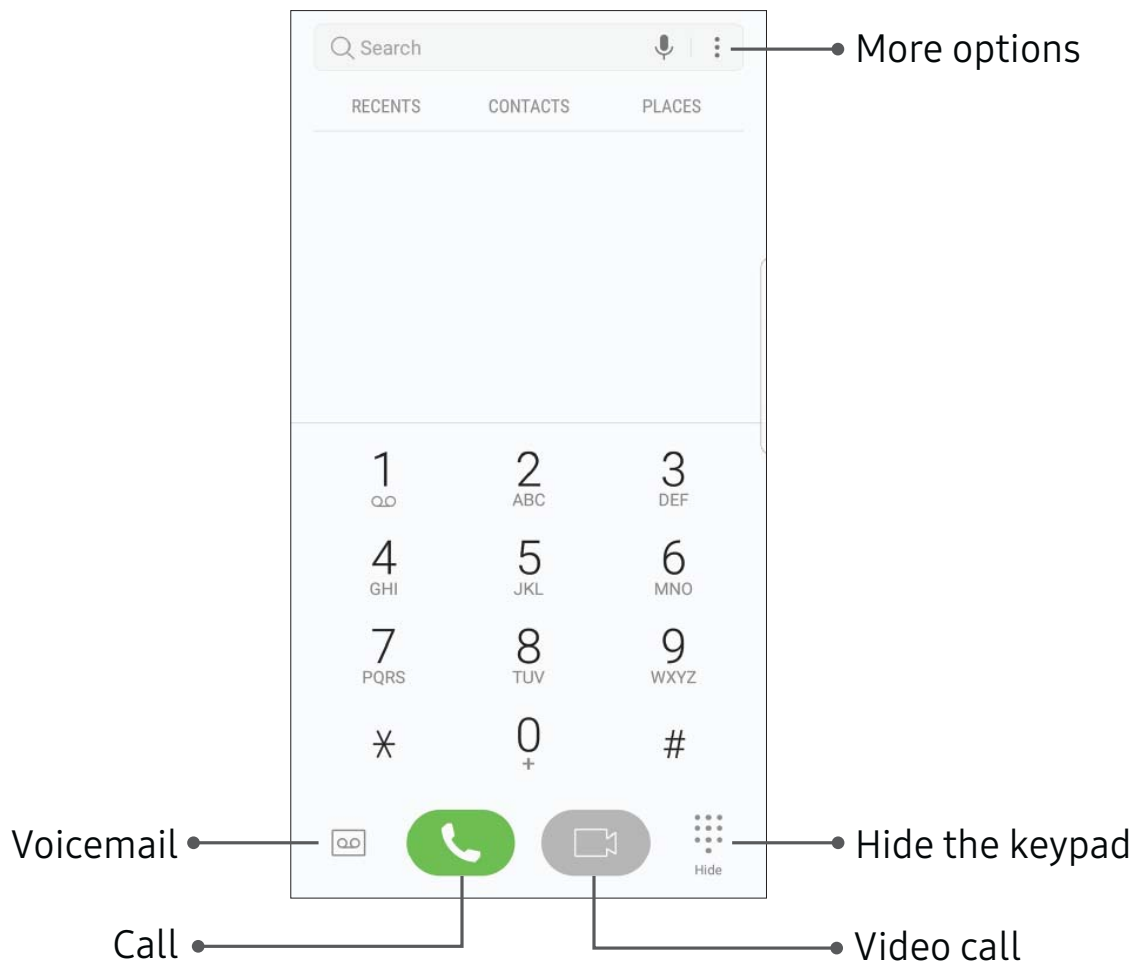 Search
More options
RECENTS CONTACTS PLACES
1 2 3
ABC DEF
4 5 6
GHI JKL MNO
7 8 9
PQRS TUV WXYZ
* 0 #
+
Voicemail
Hide the keypad
Hide
Call
Video call